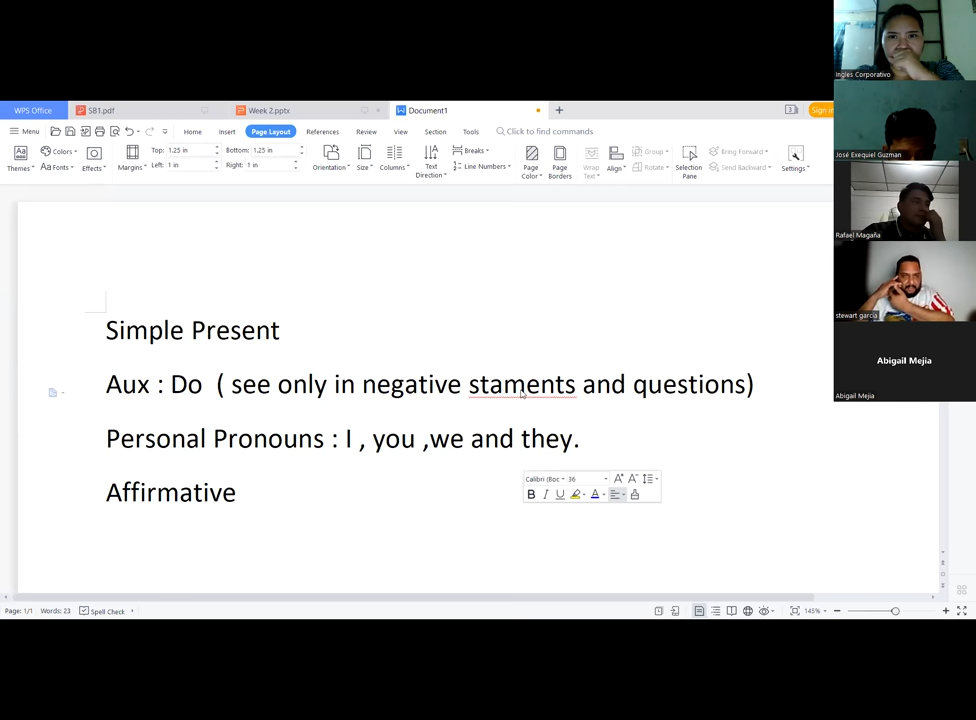 WPS Office
SB1.pdf
Week 2.pptx
Document1
+
3
Sign in
Menu
Home
Insert
Page Layout
References
Review
View
Section
Tools
Click to find commands
Themes
Colors
Aa Fonts
Effects
Margins
Top: 1.25 in
Bottom: 1.25 in
Left: 1 in
Right: 1 in
Orientation
Size
Columns
Text Direction
Breaks
Line Numbers
Page Color
Page Borders
Wrap Text
Align
Group
Rotate
Selection Pane
Bring Forward
Send Backward
Settings
Simple Present
Aux : Do ( see only in negative staments and questions)
Personal Pronouns : I , you ,we and they.
Affirmative
Calibri (Boc
36
A+ A-
B I U A
Page: 1/1
Words: 23
Spell Check
145%
Ingles Corporativo
José Exequiel Guzman
Rafael Magaña
stewart garcia
Abigail Mejia
Abigail Mejia